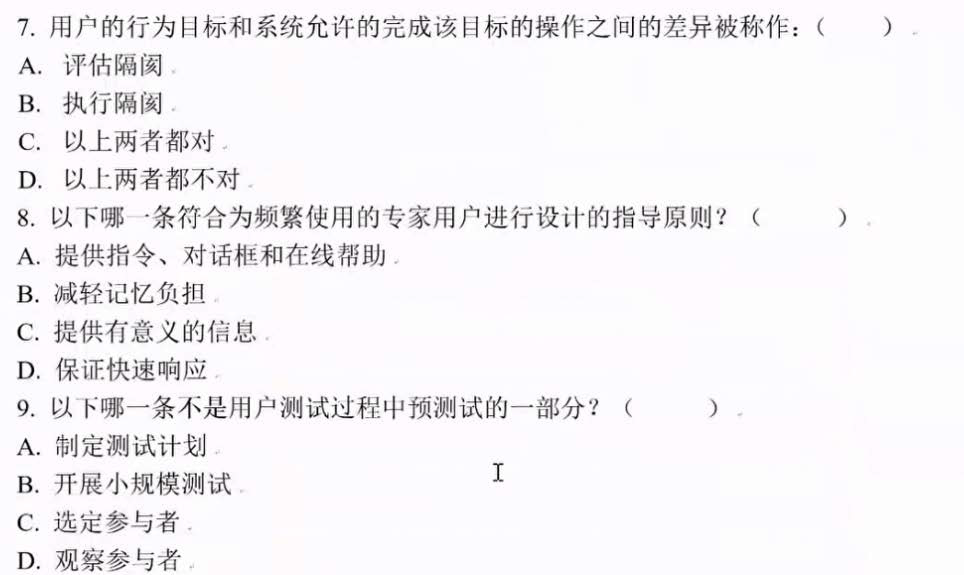 7. 用户的行为目标和系统允许的完成该目标的操作之间的差异被称作：（ ）
A. 评估隔阂
B. 执行隔阂
C. 以上两者都对
D. 以上两者都不对
8. 以下哪一条符合为频繁使用的专家用户进行设计的指导原则？（ ）
A. 提供指令、对话框和在线帮助
B. 减轻记忆负担
C. 提供有意义的信息
D. 保证快速响应
9. 以下哪一条不是用户测试过程中预测试的一部分？（ ）
A. 制定测试计划
B. 开展小规模测试
C. 选定参与者
D. 观察参与者